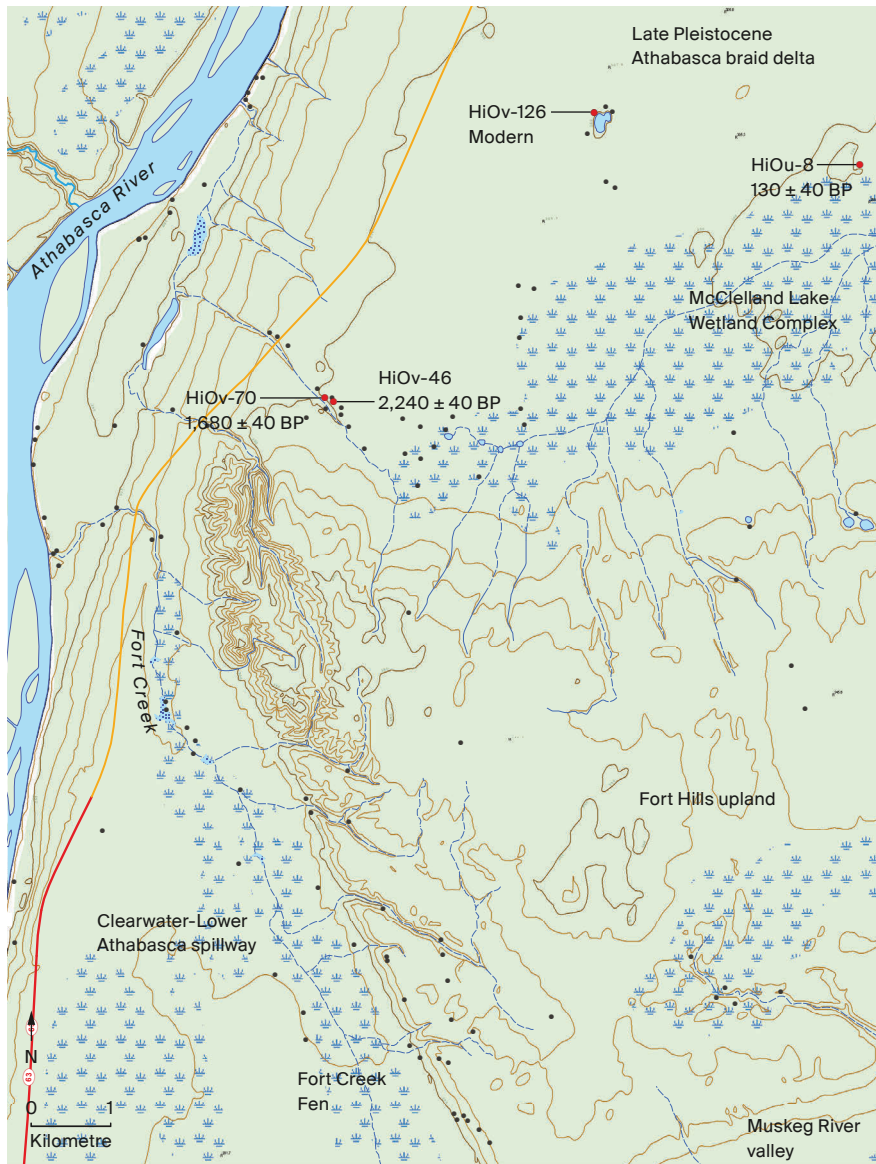 Late Pleistocene
Athabasca braid delta
HiOv-126
Modern
HiOu-8
130 ± 40 BP
Athabasca River
McClelland Lake
Wetland Complex
HiOv-46
2,240 ± 40 BP
HiOv-70
1,680 ± 40 BP
Fort Creek
Fort Hills upland
Clearwater-Lower
Athabasca spillway
N
63
0 1
Kilometre
Fort Creek
Fen
Muskeg River
valley